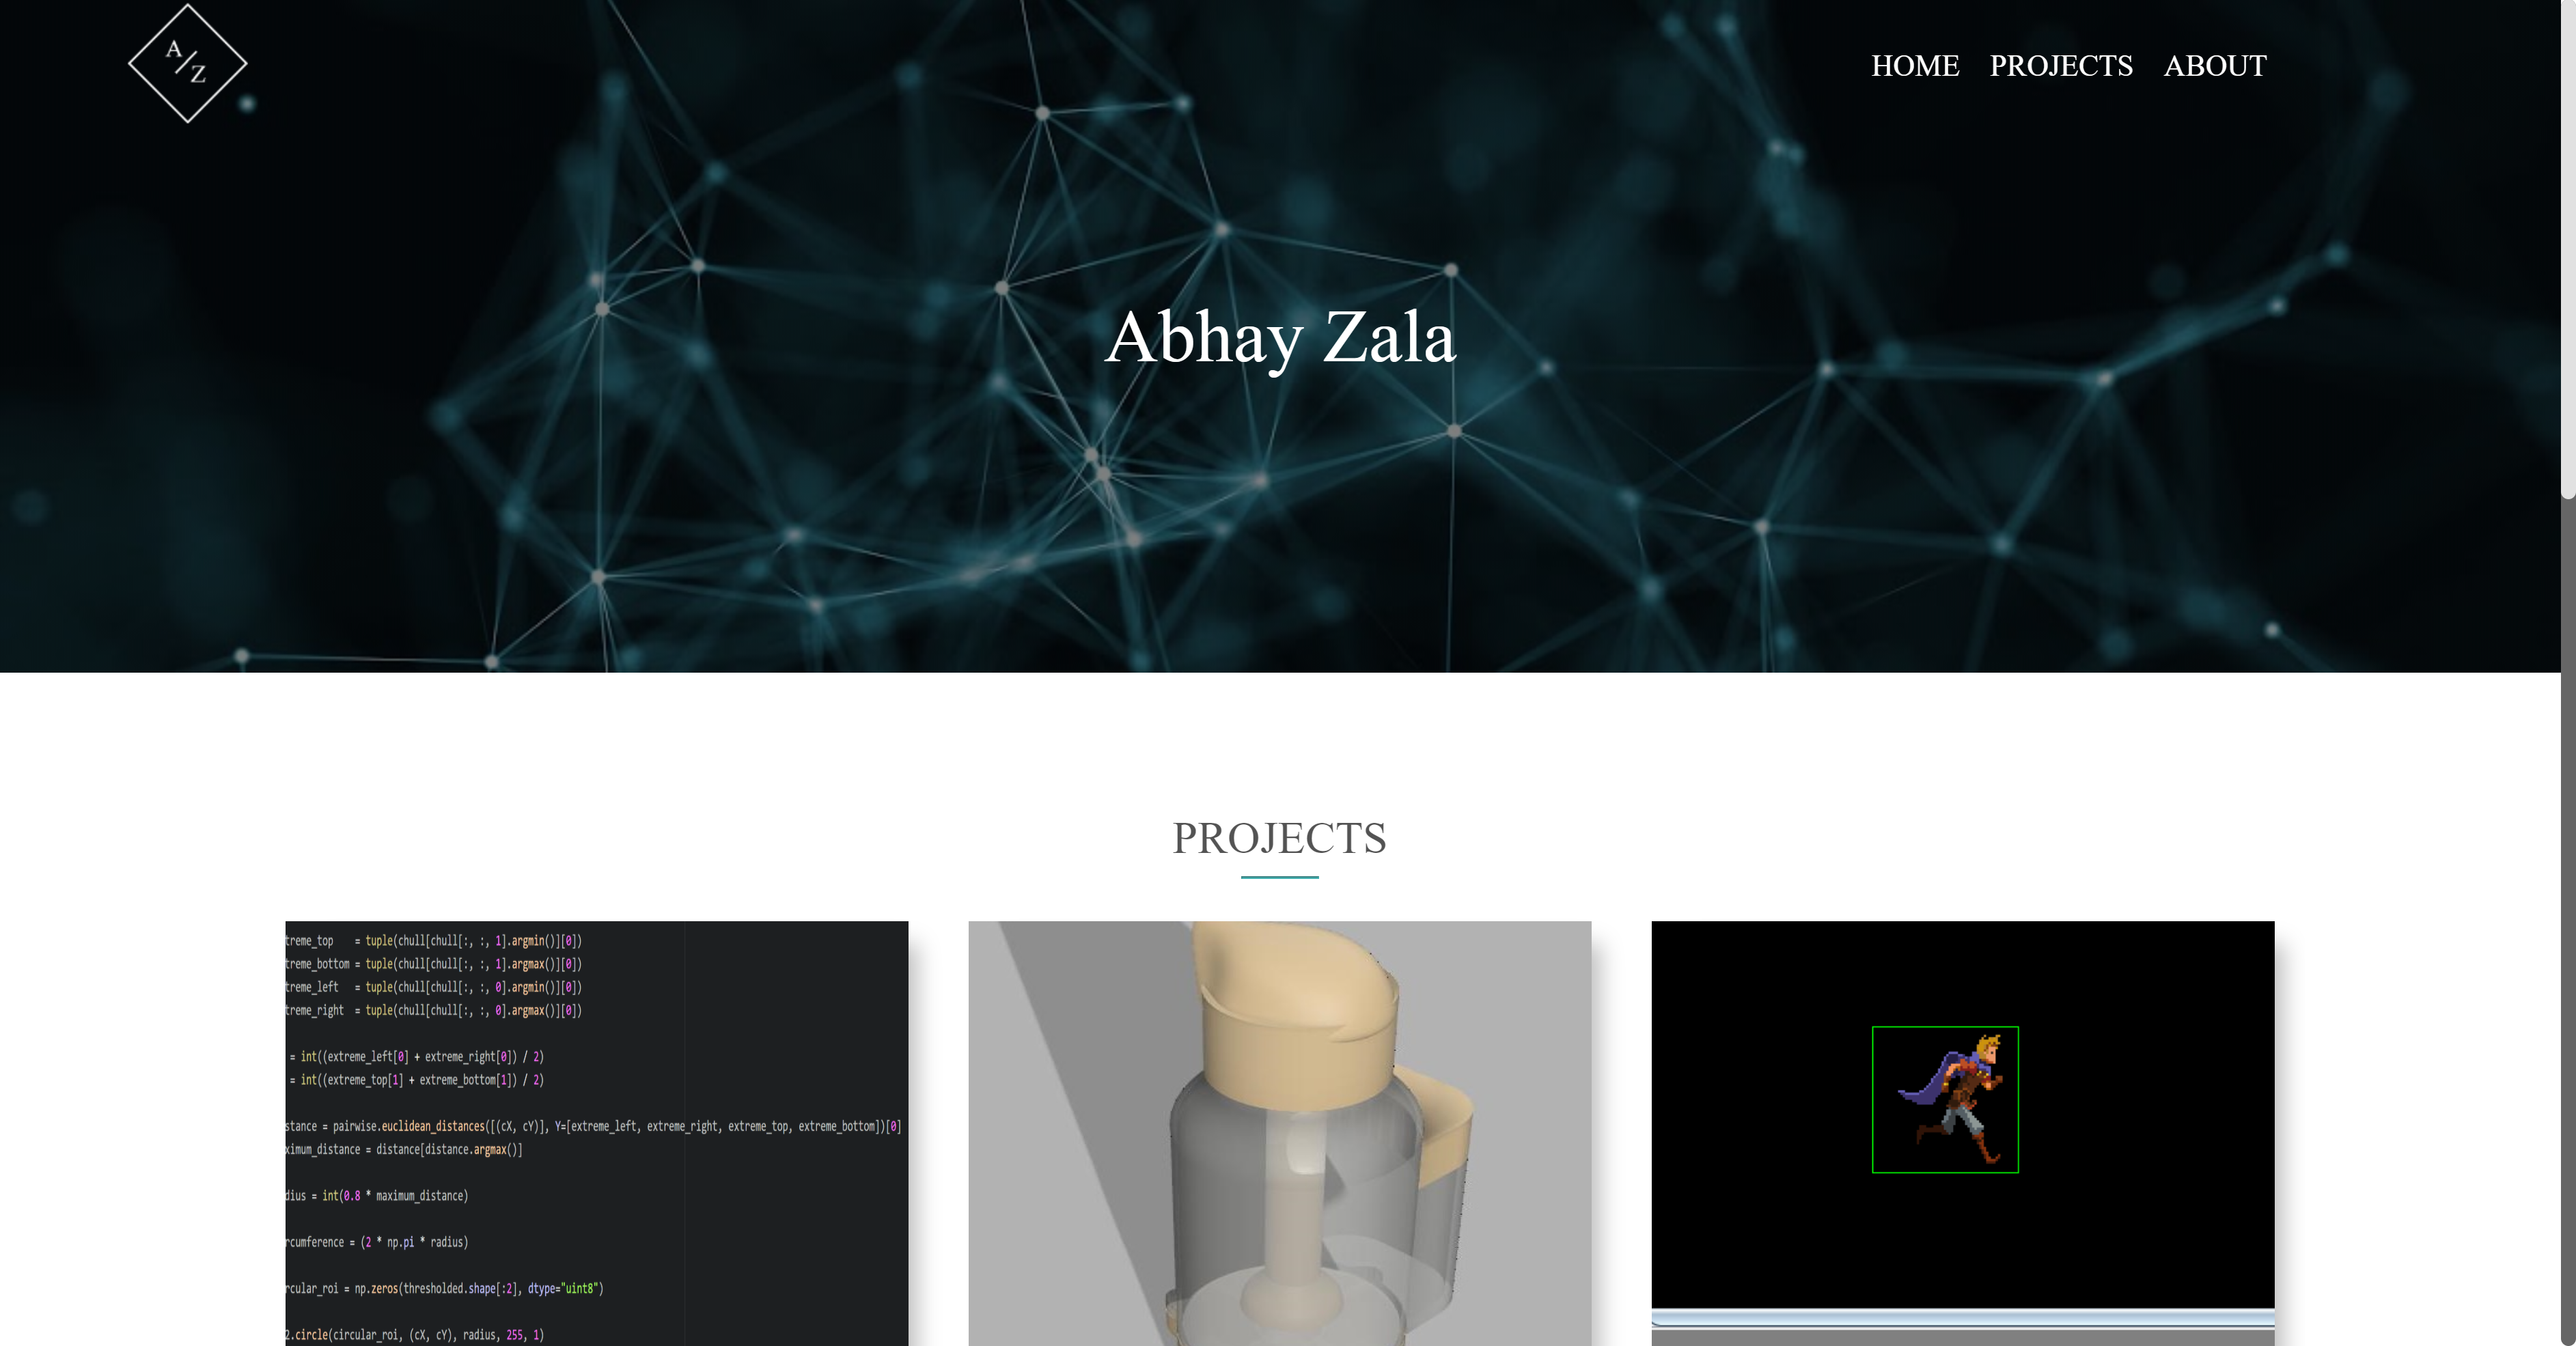 A/Z
HOME PROJECTS ABOUT
Abhay Zala
PROJECTS
treme_top    = tuple(chull[chull[:, :, 1].argmin()][0])
treme_bottom = tuple(chull[chull[:, :, 1].argmax()][0])
treme_left   = tuple(chull[chull[:, :, 0].argmin()][0])
treme_right  = tuple(chull[chull[:, :, 0].argmax()][0])
= int((extreme_left[0] + extreme_right[0]) / 2)
= int((extreme_top[1] + extreme_bottom[1]) / 2)
stance = pairwise.euclidean_distances([(cX, cY)], Y=[extreme_left, extreme_right, extreme_top, extreme_bottom])[0]
ximum_distance = distance[distance.argmax()]
dius = int(0.8 * maximum_distance)
rcumference = (2 * np.pi * radius)
rcular_roi = np.zeros(thresholded.shape[:2], dtype="uint8")
2.circle(circular_roi, (cX, cY), radius, 255, 1)